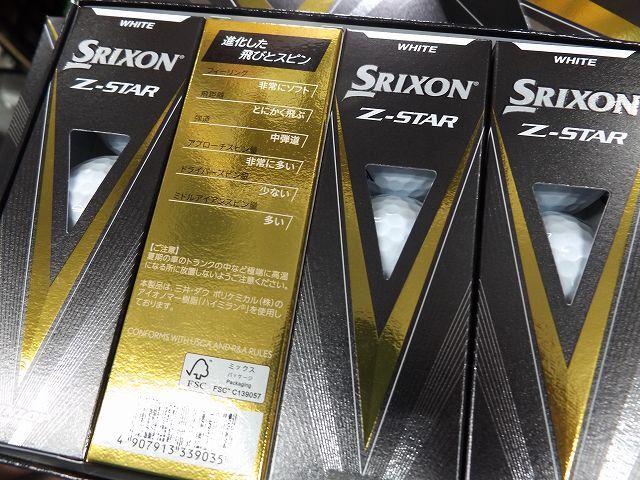 WHITE
SRIXON
Z-STAR
進化した
飛びとスピン
フィーリング
非常にソフト
飛距離
とにかく飛ぶ
弾道
中弾道
アプローチスピン量
非常に多い
ドライバースピン量
少ない
ミドルアイアンスピン量
多い
【ご注意】
夏期の車のトランクの中など極端に高温
になる所に放置しないようご注意ください。
本製品は、三井・ダウ ポリケミカル(株)の
アイオノマー樹脂「ハイミラン®」を使用し
ております。
CONFORMS WITH USGA AND R&A RULES
FSC
ミックス
パッケージ
Packaging
FSC™ C139057
4 907913 339035
WHITE
SRIXON
Z-STAR
WHITE
SRIXON
Z-STAR